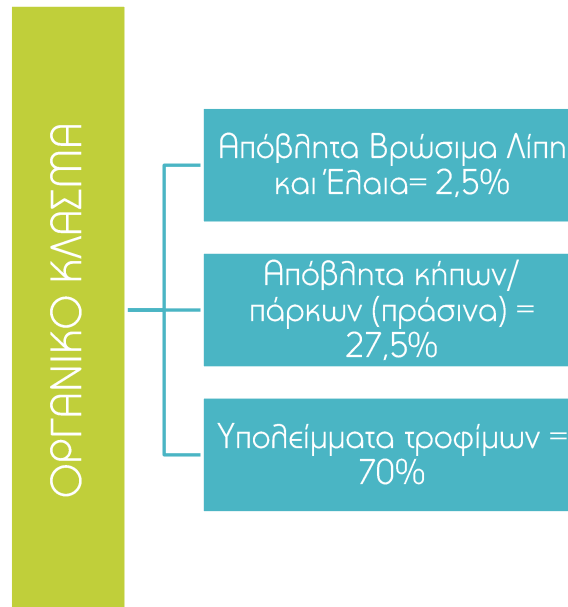 ΟΡΓΑΝΙΚΟ ΚΛΑΣΜΑ
Απόβλητα Βρώσιμα Λίπη
και Έλαια= 2,5%
Απόβλητα κήπων/
πάρκων (πράσινα) =
27,5%
Υπολείμματα τροφίμων =
70%